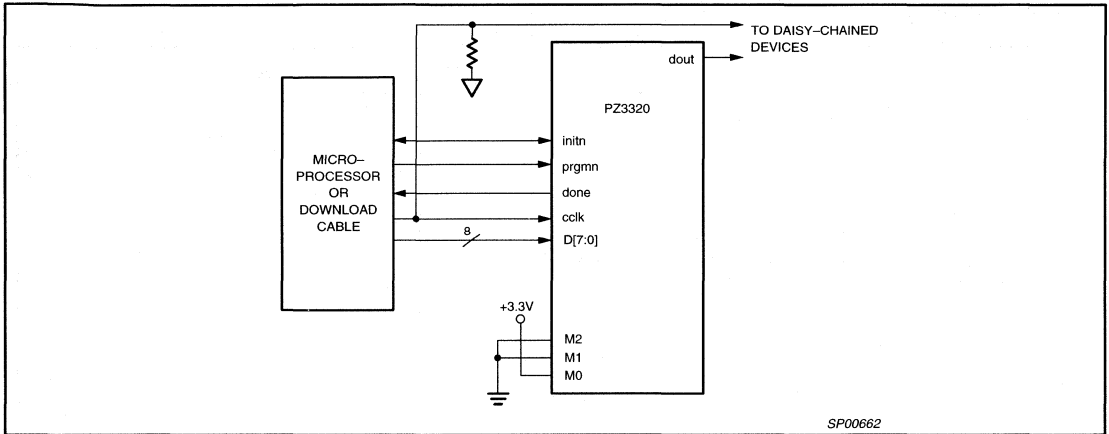 TO DAISY–CHAINED
DEVICES
dout
PZ3320
MICRO–
PROCESSOR
OR
DOWNLOAD
CABLE
initn
prgmn
done
cclk
8
D[7:0]
+3.3V
M2
M1
M0
SP00662